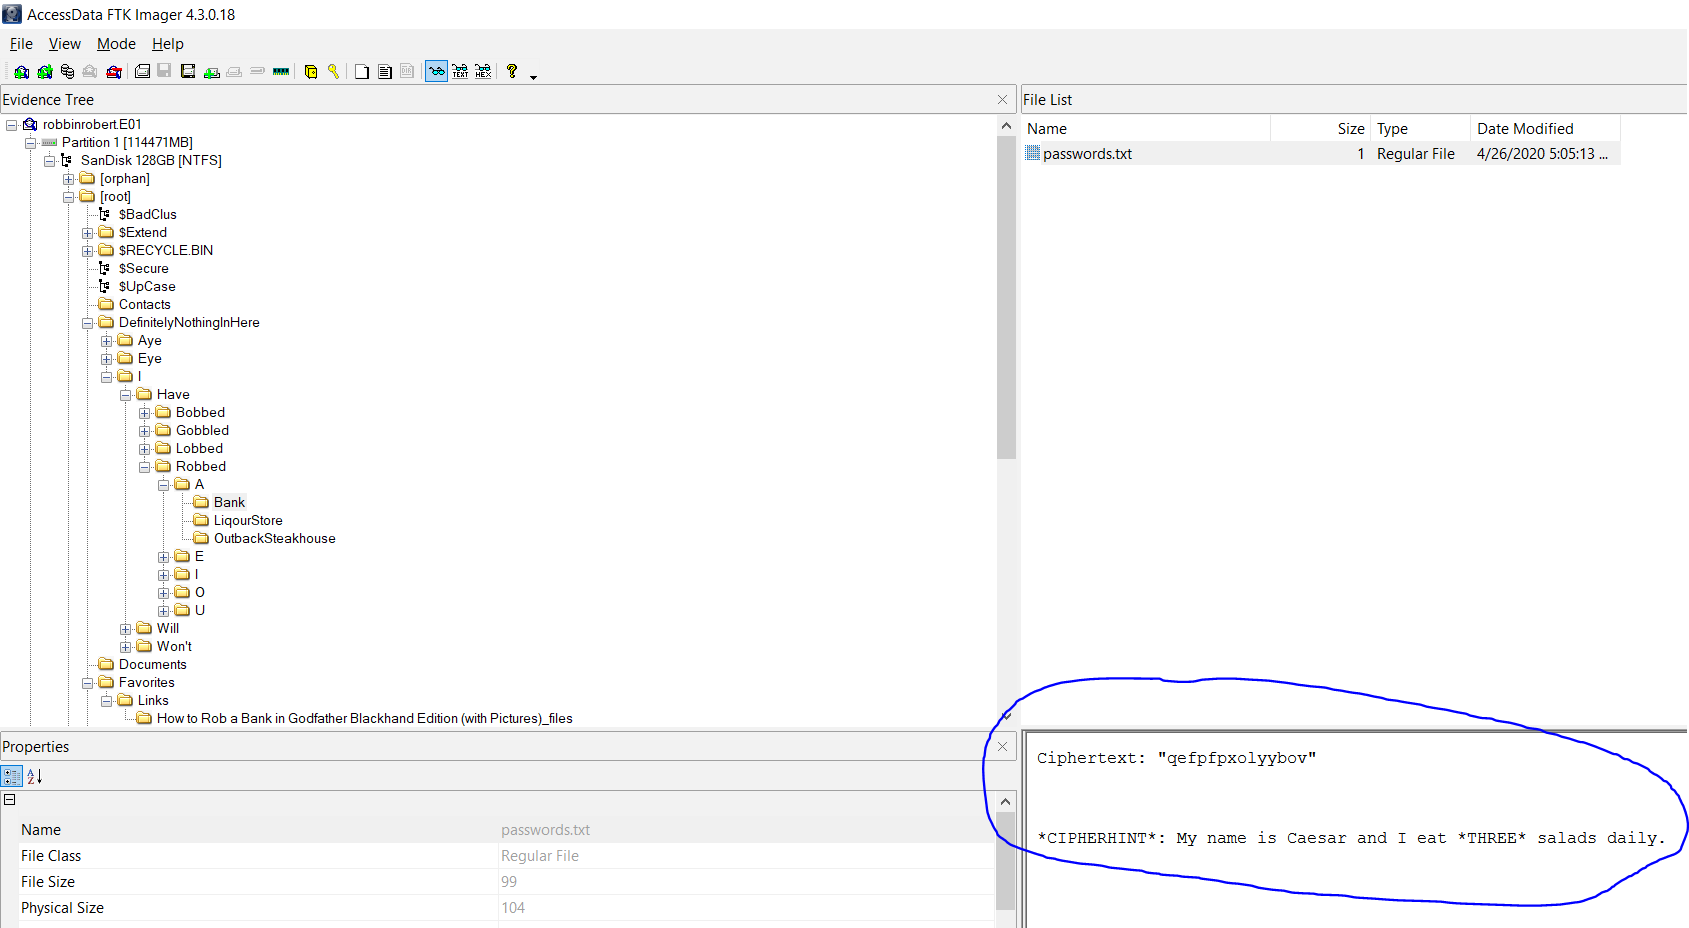 AccessData FTK Imager 4.3.0.18
File View Mode Help
TEXT HEX
Evidence Tree
robbinrobert.E01
Partition 1 [114471MB]
SanDisk 128GB [NTFS]
[orphan]
[root]
$BadClus
$Extend
$RECYCLE.BIN
$Secure
$UpCase
Contacts
DefinitelyNothingInHere
Aye
Eye
I
Have
Bobbed
Gobbled
Lobbed
Robbed
A
Bank
LiqourStore
OutbackSteakhouse
E
I
O
U
Will
Won't
Documents
Favorites
Links
How to Rob a Bank in Godfather Blackhand Edition (with Pictures)_files
File List
Name Size Type Date Modified
passwords.txt 1 Regular File 4/26/2020 5:05:13 ...
Properties
A
Z
Name passwords.txt
File Class Regular File
File Size 99
Physical Size 104
Ciphertext: "qefpfpxolyybov"
*CIPHERHINT*: My name is Caesar and I eat *THREE* salads daily.